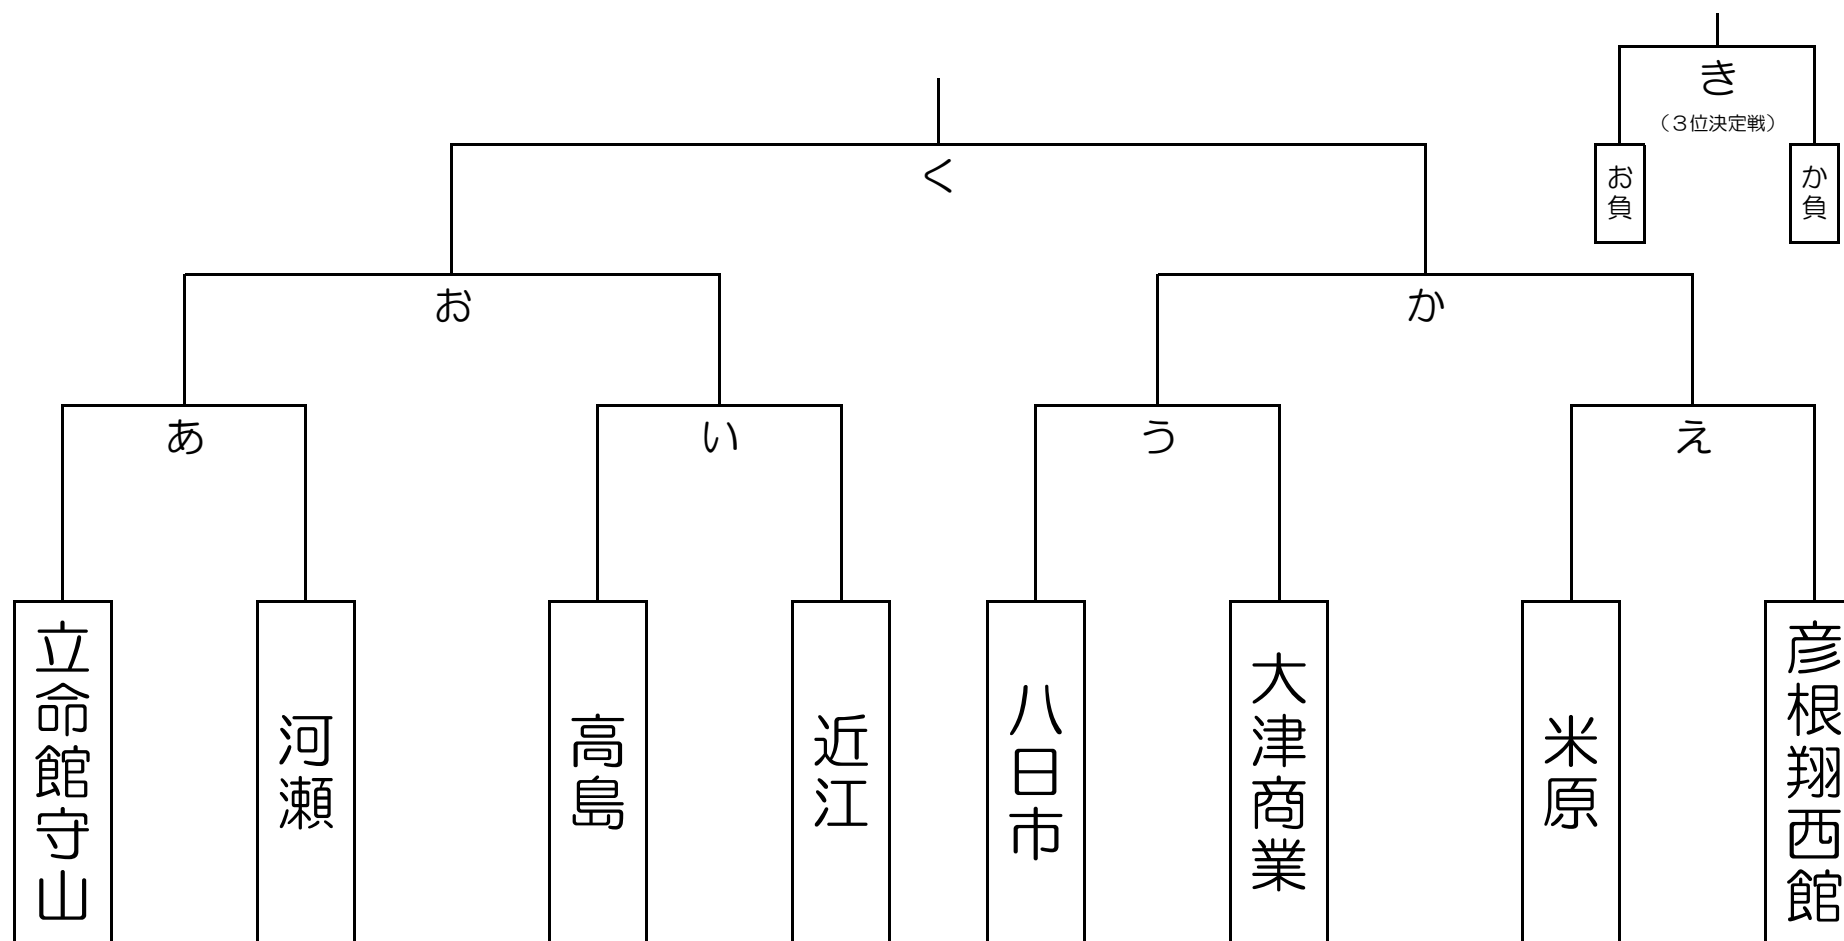 き
（３位決定戦）
お負
か負
く
お
か
あ
い
う
え
立命館守山
河瀬
高島
近江
八日市
大津商業
米原
彦根翔西館